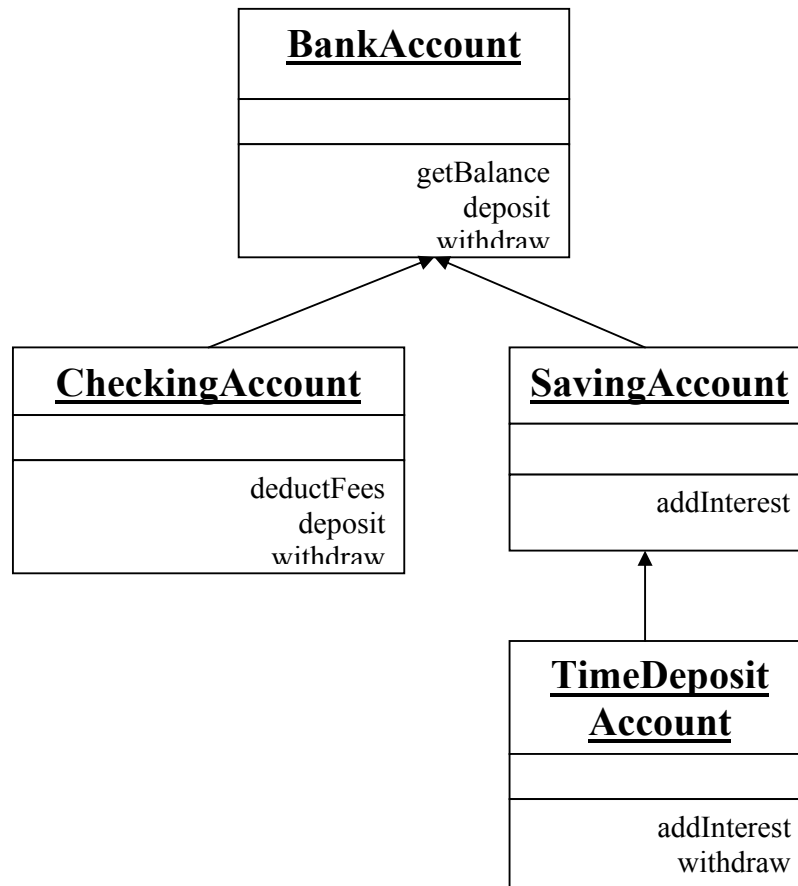 BankAccount
getBalance
deposit
withdraw
CheckingAccount
deductFees
deposit
withdraw
SavingAccount
addInterest
TimeDeposit
Account
addInterest
withdraw